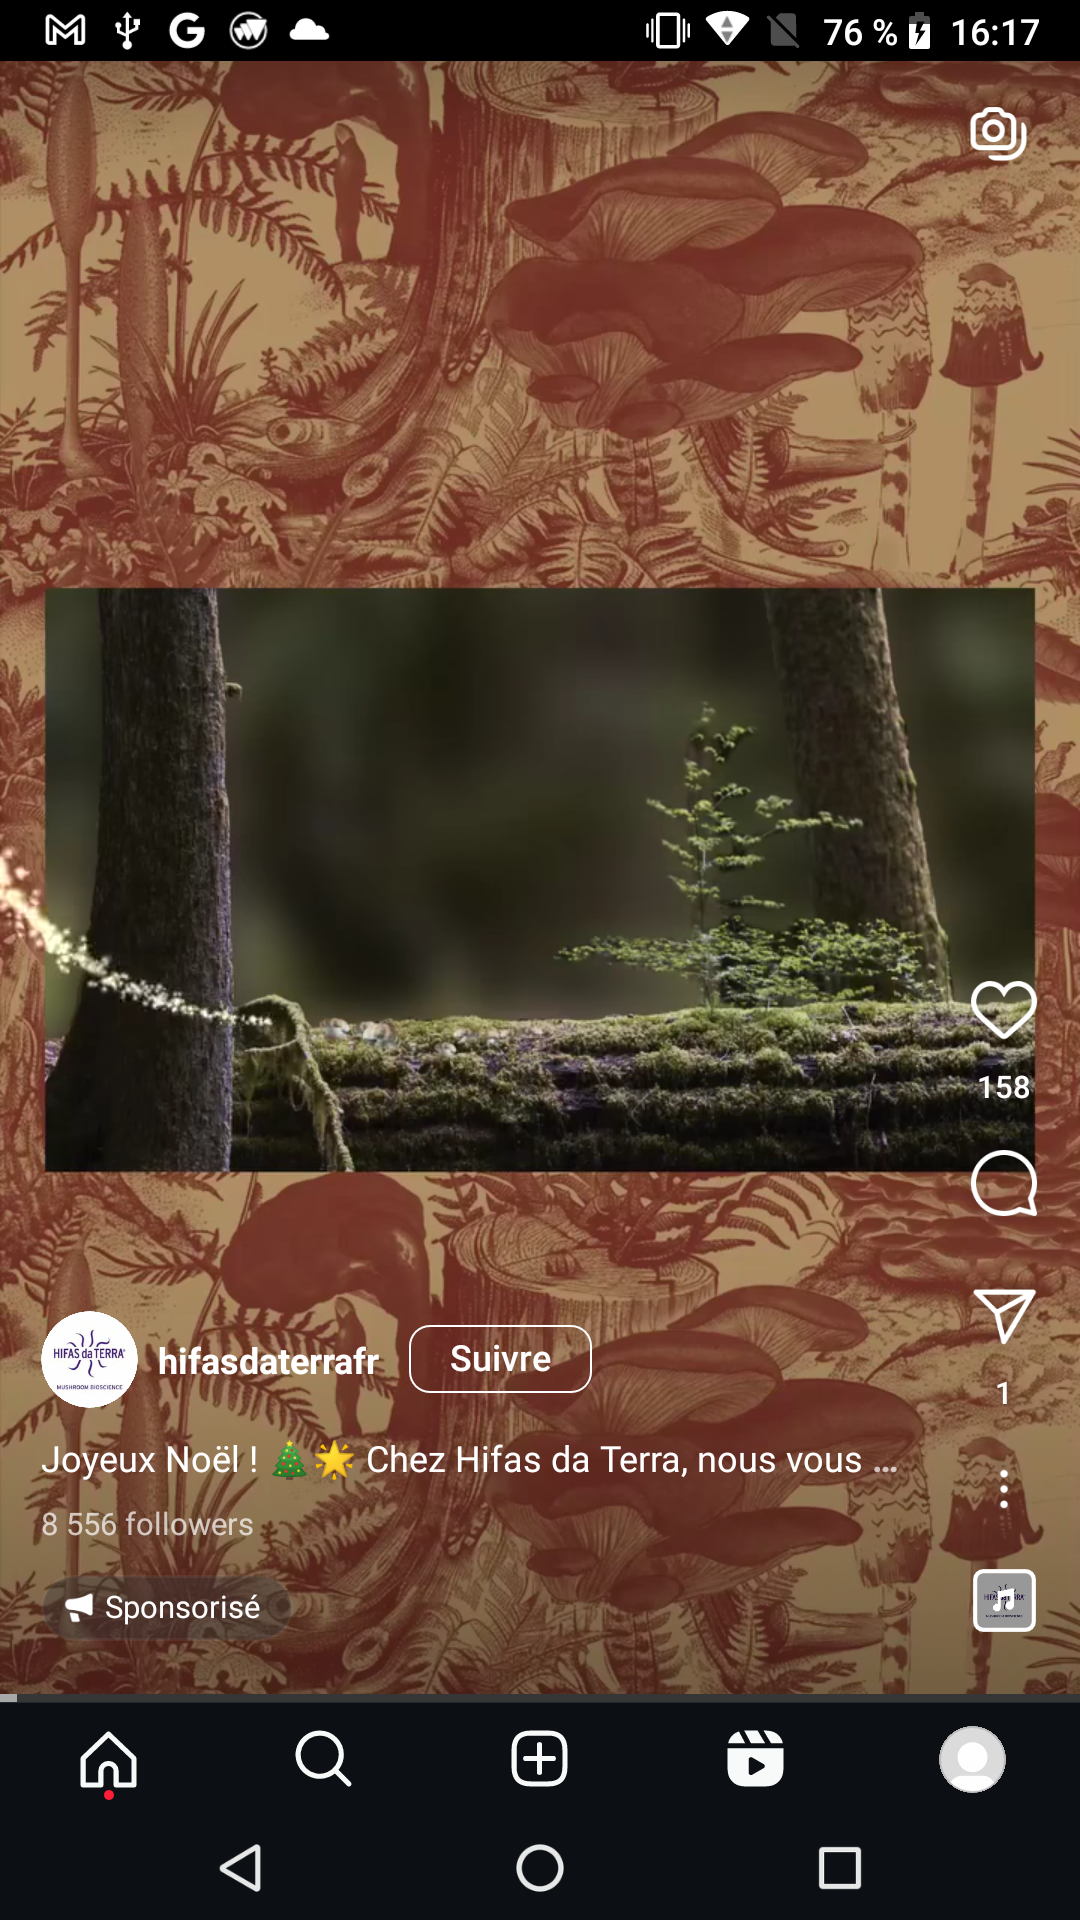 76 % 16:17
158
1
HIFAS da TERRA
MUSHROOM BIOSCIENCE
hifasdaterrafr
Suivre
Joyeux Noël ! 🎄🌟 Chez Hifas da Terra, nous vous ...
8 556 followers
Sponsorisé